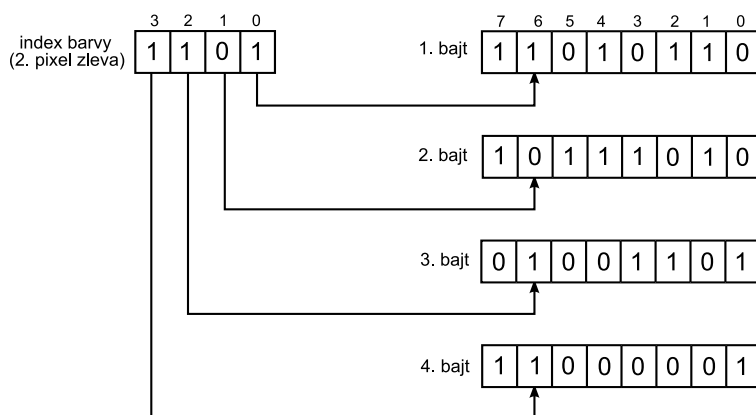 3 2 1 0
index barvy
(2. pixel zleva)
1 1 0 1
7 6 5 4 3 2 1 0
1. bajt
1 1 0 1 0 1 1 0
2. bajt
1 0 1 1 1 0 1 0
3. bajt
0 1 0 0 1 1 0 1
4. bajt
1 1 0 0 0 0 0 1